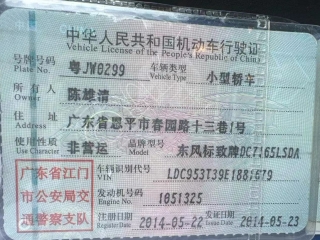 中华人民共和国机动车行驶证
Vehicle License of the People's Republic of China
号牌号码 粤JW0299 车辆类型 小型轿车
Plate No. Vehicle Type
所有人 陈雄清
Owner
住址 广东省恩平市春园路十三巷1号
Address
使用性质 非营运 品牌型号 东风标致牌DC7165LSDA
Use Character Model
广东省江门 车辆识别代号 LDC953T39E1881679
市公安局交 VIN
通警察支队 发动机号码 1051325
Engine No.
注册日期 2014-05-22 发证日期 2014-05-23
Register Date Issue Date